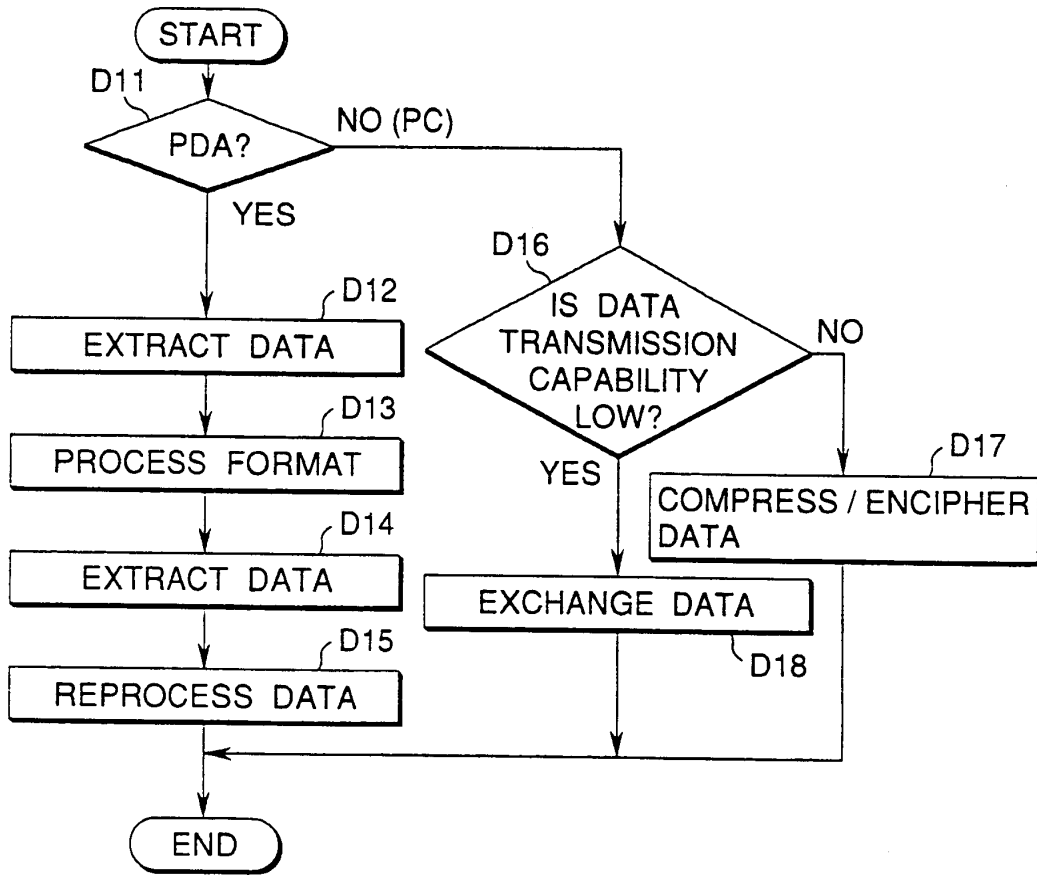 START
D11
PDA?
NO (PC)
YES
D12
EXTRACT DATA
D13
PROCESS FORMAT
D14
EXTRACT DATA
D15
REPROCESS DATA
D16
IS DATA
TRANSMISSION
CAPABILITY
LOW?
NO
YES
D17
COMPRESS / ENCIPHER
DATA
EXCHANGE DATA
D18
END